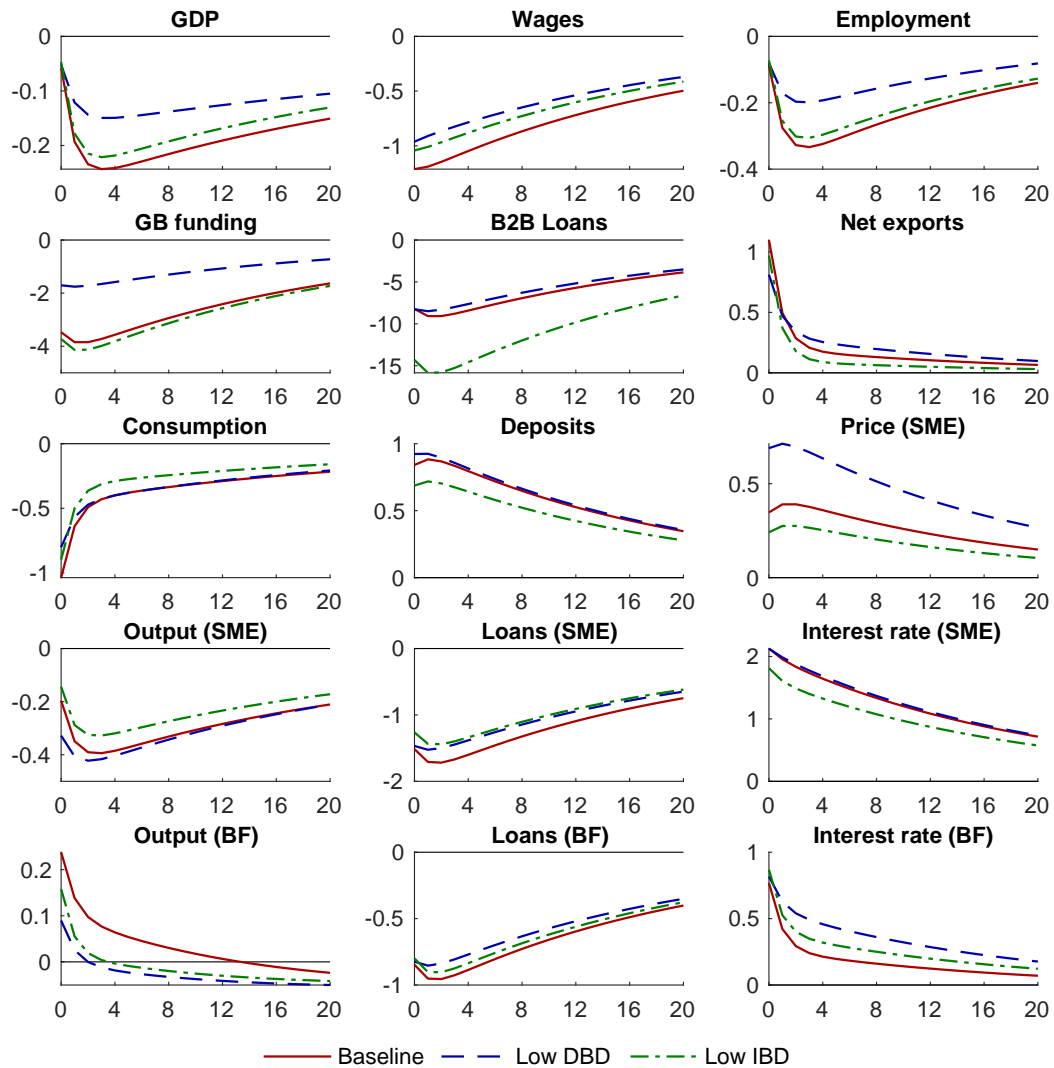 GDP Wages Employment
0 0 0
-0.1 -0.5 -0.2
-0.2 -1 -0.4
0 4 8 12 16 20 0 4 8 12 16 20 0 4 8 12 16 20
GB funding B2B Loans Net exports
0 0 1
-2 -5 0.5
-4 -10 0
-15
0 4 8 12 16 20 0 4 8 12 16 20 0 4 8 12 16 20
Consumption Deposits Price (SME)
0 1 0.5
-0.5 0.5 0
-1 0
0 4 8 12 16 20 0 4 8 12 16 20 0 4 8 12 16 20
Output (SME) Loans (SME) Interest rate (SME)
0 0 2
-0.2 -1 1
-0.4 -2 0
0 4 8 12 16 20 0 4 8 12 16 20 0 4 8 12 16 20
Output (BF) Loans (BF) Interest rate (BF)
0.2 0 1
0.1 -0.5 0.5
0 -1 0
0 4 8 12 16 20 0 4 8 12 16 20 0 4 8 12 16 20
Baseline Low DBD Low IBD